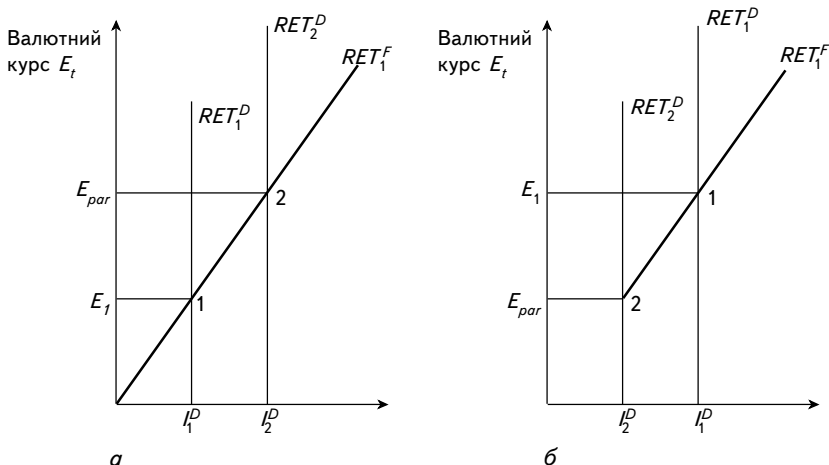 Валютний
курс E_t
RET_2^D
RET_1^F
RET_1^D
E_par
2
E_1
1
I_1^D
I_2^D
а
Валютний
курс E_t
RET_1^D
RET_1^F
RET_2^D
E_1
1
E_par
2
I_2^D
I_1^D
б